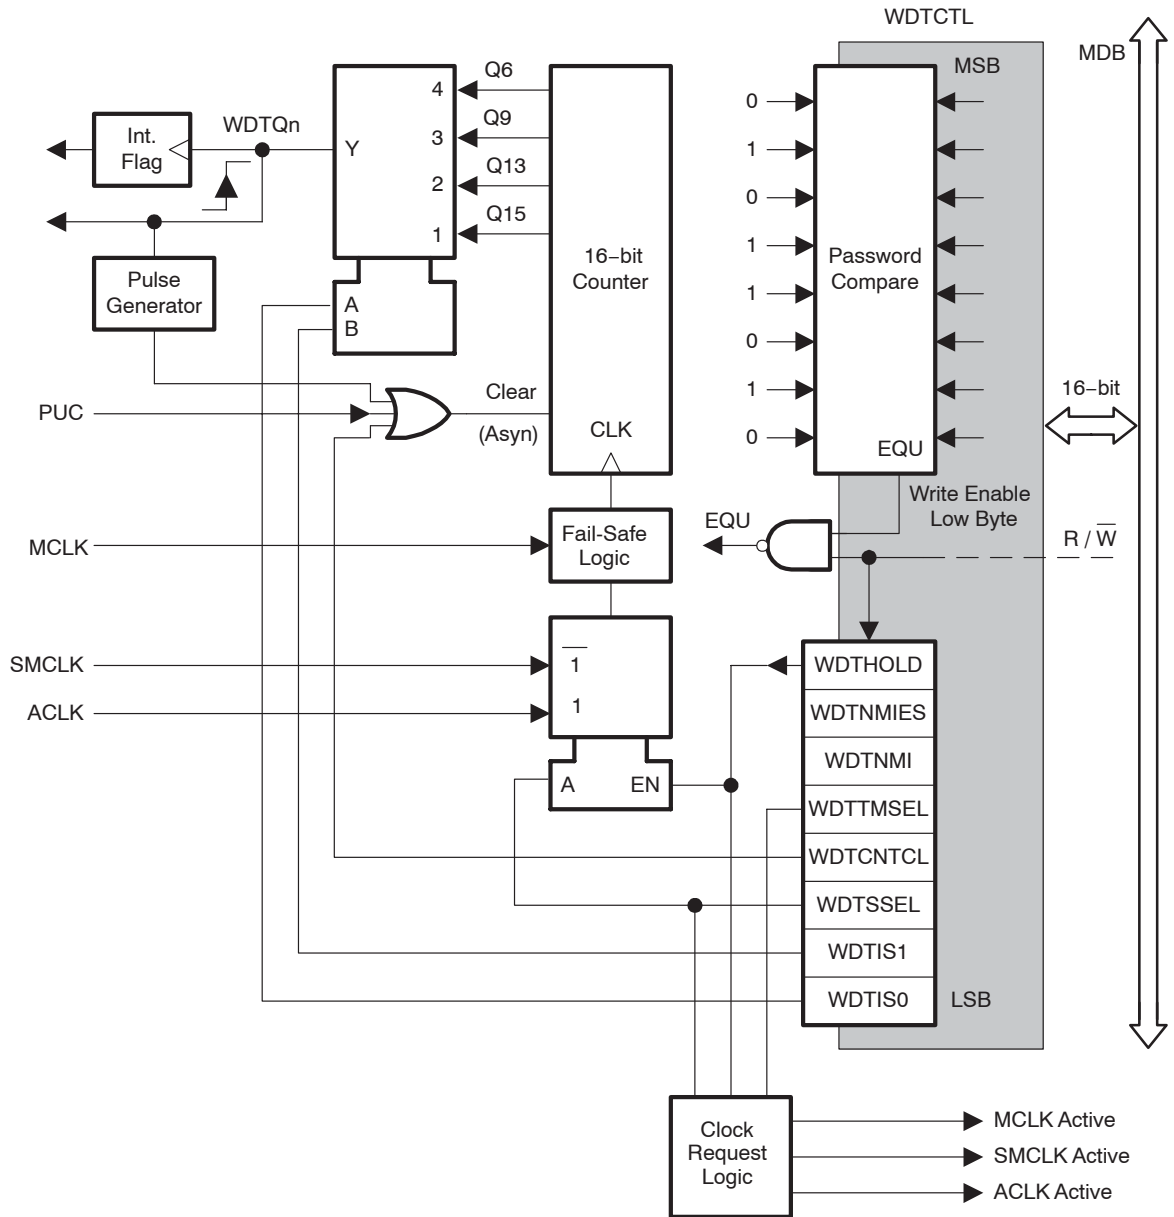 WDTCTL
MDB
MSB
Int.
Flag
WDTQn
Y
4
3
2
1
Q6
Q9
Q13
Q15
16−bit
Counter
0
1
0
1
1
0
1
0
Password
Compare
EQU
Pulse
Generator
A
B
PUC
Clear
(Asyn)
CLK
16−bit
Write Enable
Low Byte
EQU
R / W
MCLK
Fail-Safe
Logic
SMCLK
1
ACLK
1
A
EN
WDTHOLD
WDTNMIES
WDTNMI
WDTTMSEL
WDTCNTCL
WDTSSEL
WDTIS1
WDTIS0
LSB
Clock
Request
Logic
MCLK Active
SMCLK Active
ACLK Active